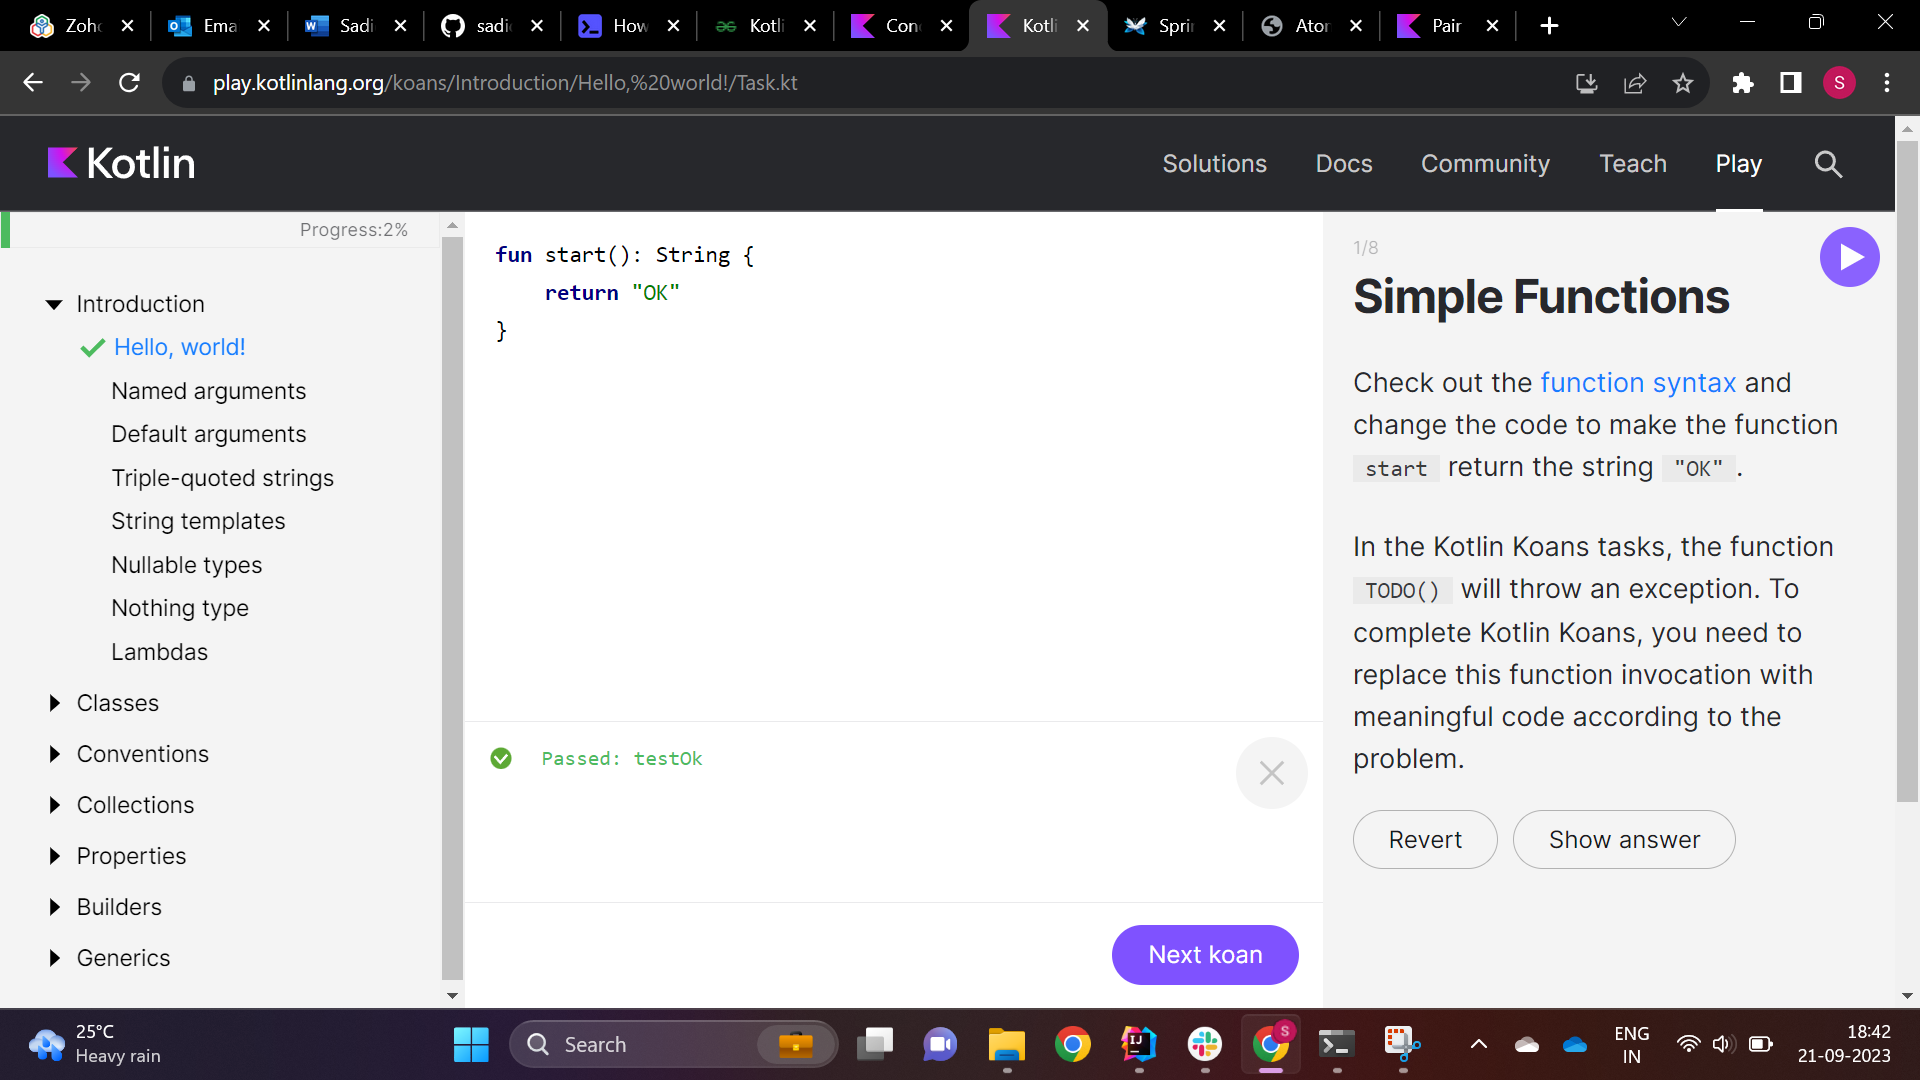 Zoho
Ema
Sadi
sadi
How
Kotli
Con
Kotli
Sprin
Ator
Pair
play.kotlinlang.org/koans/Introduction/Hello,%20world!/Task.kt
S
Kotlin
Solutions
Docs
Community
Teach
Play
Progress:2%
Introduction
Hello, world!
Named arguments
Default arguments
Triple-quoted strings
String templates
Nullable types
Nothing type
Lambdas
Classes
Conventions
Collections
Properties
Builders
Generics
fun start(): String {
return "OK"
}
Passed: testOk
Next koan
1/8
Simple Functions
Check out the function syntax and
change the code to make the function
start return the string "OK" .
In the Kotlin Koans tasks, the function
TODO() will throw an exception. To
complete Kotlin Koans, you need to
replace this function invocation with
meaningful code according to the
problem.
Revert
Show answer
25°C
Heavy rain
Search
S
ENG
IN
18:42
21-09-2023